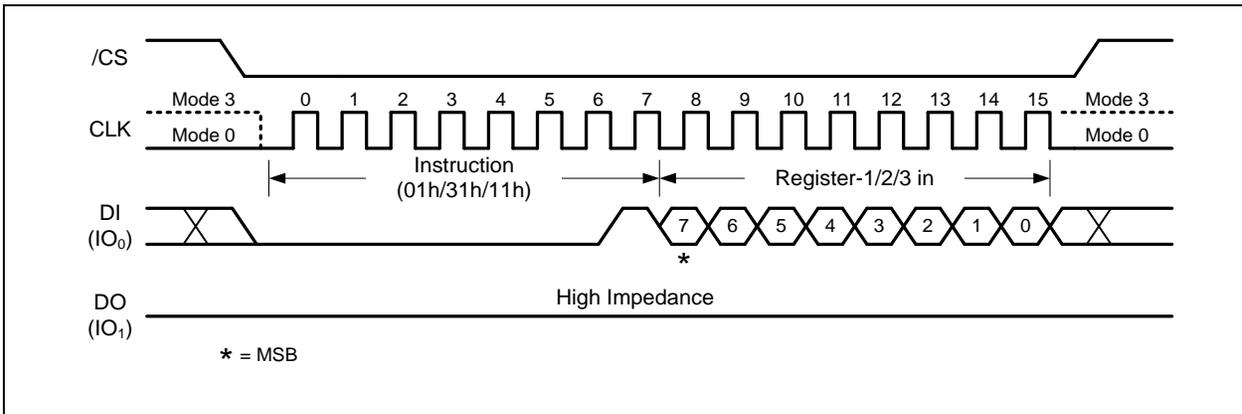 /CS
Mode 3 0 1 2 3 4 5 6 7 8 9 10 11 12 13 14 15 Mode 3
CLK
Mode 0 Mode 0
Instruction
(01h/31h/11h)
Register-1/2/3 in
DI
(IO₀)
7 6 5 4 3 2 1 0
*
High Impedance
DO
(IO₁)
* = MSB